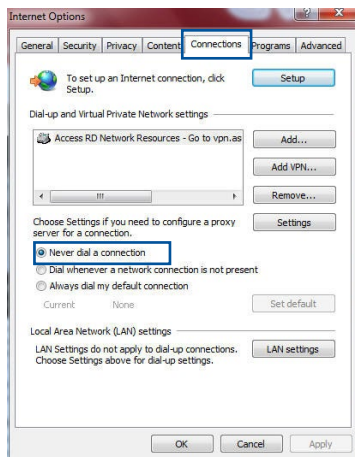 Internet Options
General Security Privacy Content Connections Programs Advanced
To set up an Internet connection, click
Setup.
Setup
Dial-up and Virtual Private Network settings
Access RD Network Resources - Go to vpn.as
Add...
Add VPN...
Remove...
Choose Settings if you need to configure a proxy
server for a connection.
Settings
Never dial a connection
Dial whenever a network connection is not present
Always dial my default connection
Current None
Set default
Local Area Network (LAN) settings
LAN Settings do not apply to dial-up connections.
Choose Settings above for dial-up settings.
LAN settings
OK Cancel Apply